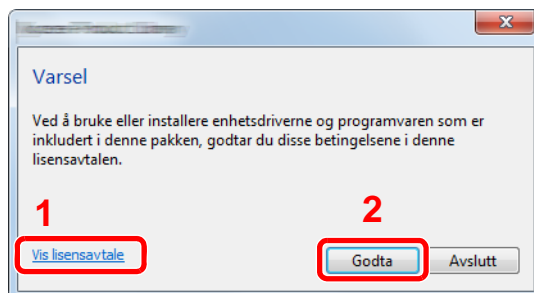 Varsel
Ved å bruke eller installere enhetsdriverne og programvaren som er
inkludert i denne pakken, godtar du disse betingelsene i denne
lisensavtalen.
1
2
Vis lisensavtale
Godta
Avslutt